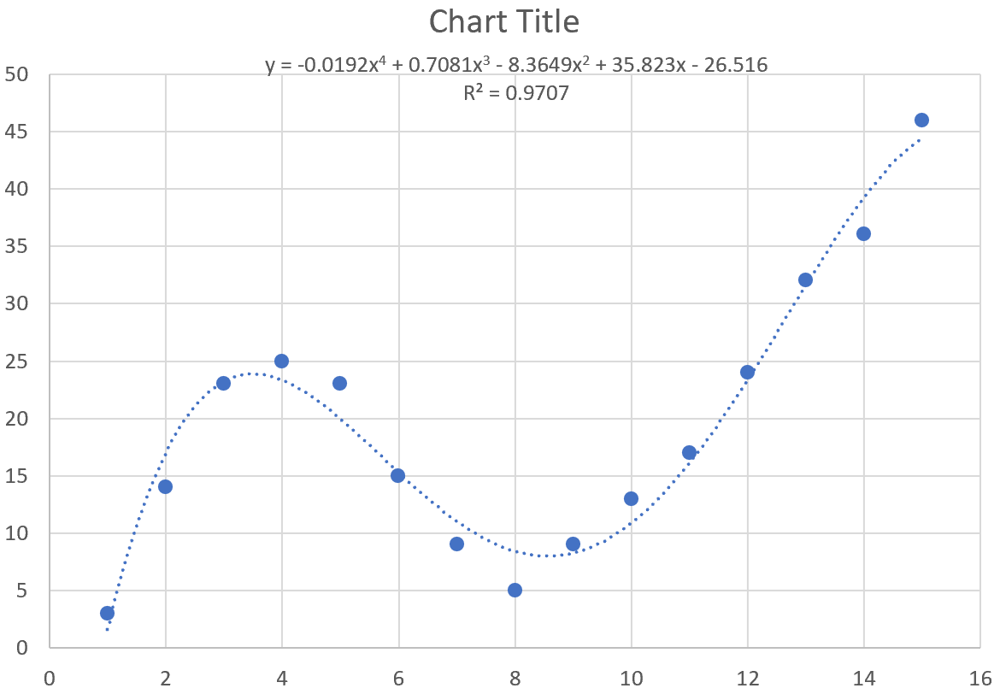 Chart Title
y = -0.0192x⁴ + 0.7081x³ - 8.3649x² + 35.823x - 26.516
R² = 0.9707
50
45
40
35
30
25
20
15
10
5
0
0 2 4 6 8 10 12 14 16